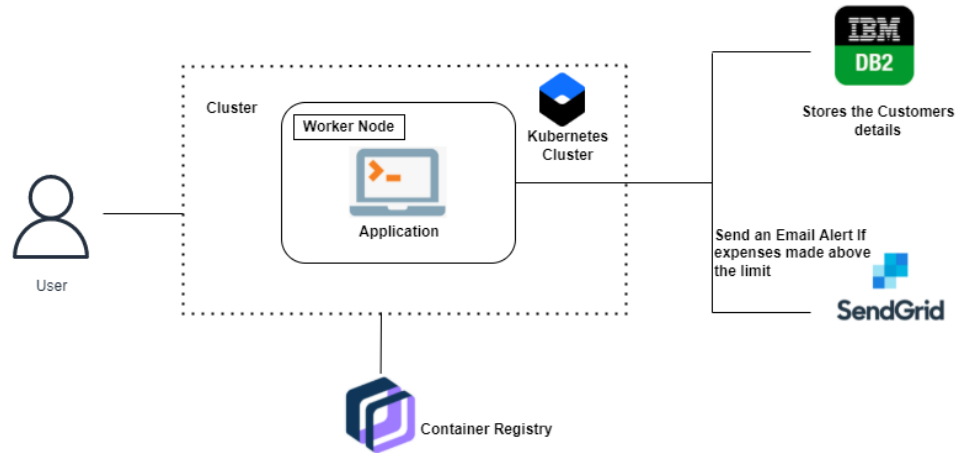 IBM
DB2
Stores the Customers
details
Cluster
Worker Node
Kubernetes
Cluster
Application
User
Send an Email Alert If
expenses made above
the limit
SendGrid
Container Registry